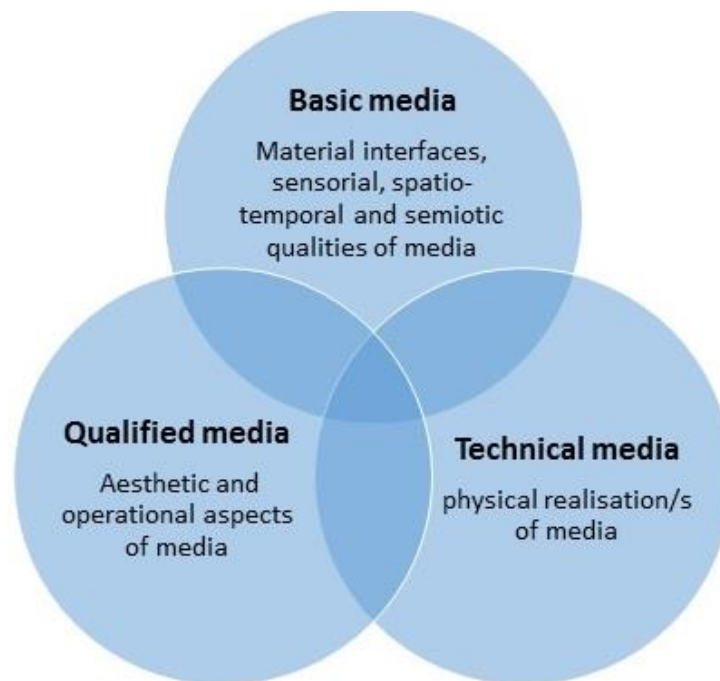 Basic media
Material interfaces,
sensorial, spatio-
temporal and semiotic
qualities of media
Qualified media
Aesthetic and
operational aspects
of media
Technical media
physical realisation/s
of media